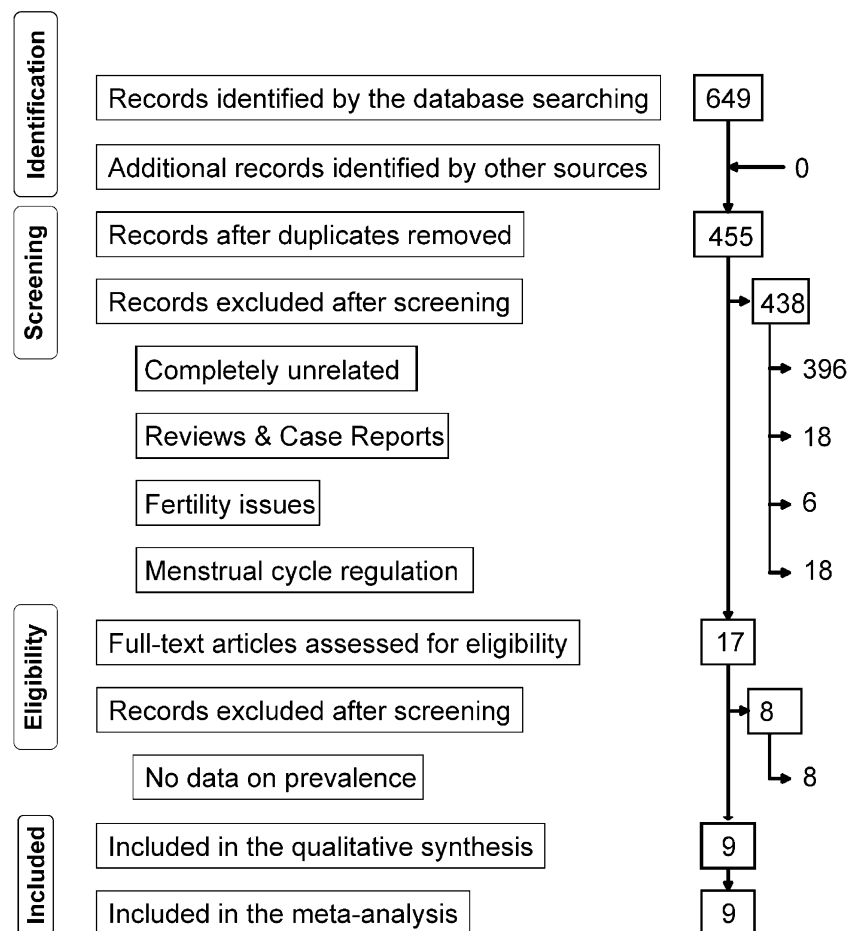 Identification
Records identified by the database searching
649
Additional records identified by other sources
0
Screening
Records after duplicates removed
455
Records excluded after screening
438
Completely unrelated
396
Reviews & Case Reports
18
Fertility issues
6
Menstrual cycle regulation
18
Eligibility
Full-text articles assessed for eligibility
17
Records excluded after screening
8
No data on prevalence
8
Included
Included in the qualitative synthesis
9
Included in the meta-analysis
9